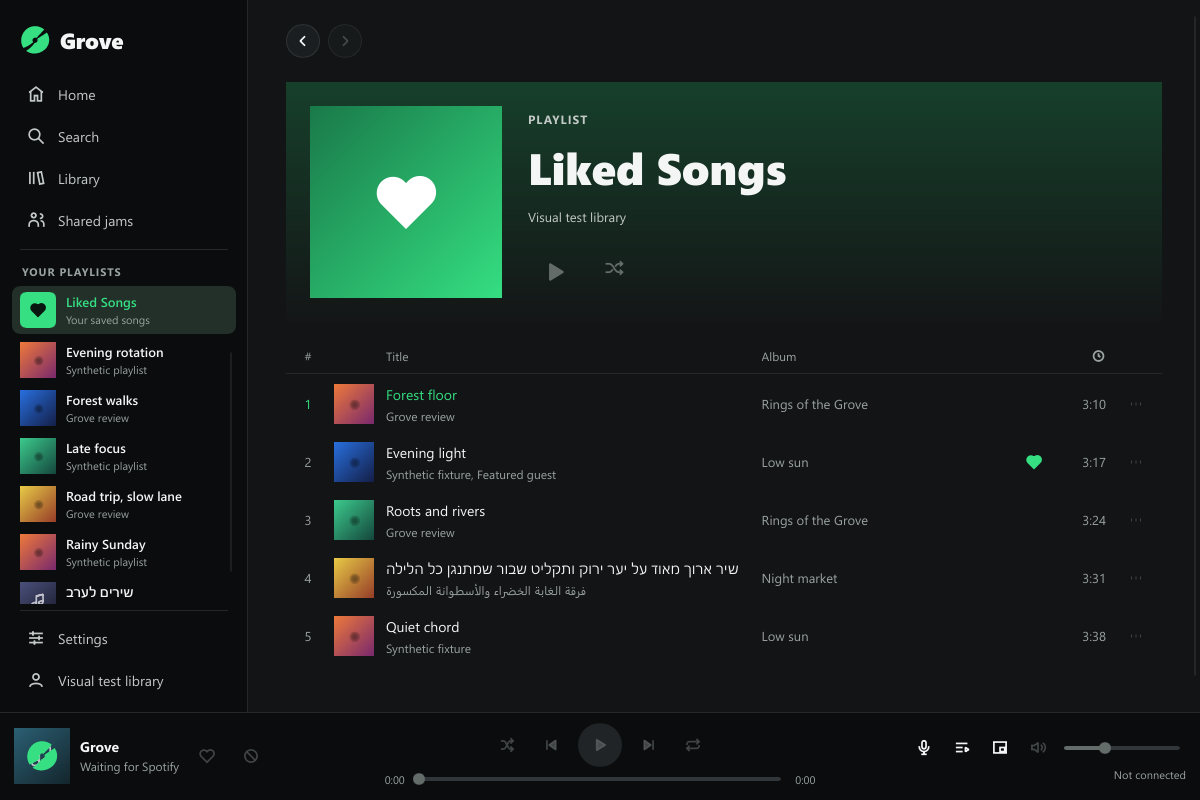 Grove
Home
Search
Library
Shared jams
YOUR PLAYLISTS
Liked Songs
Your saved songs
Evening rotation
Synthetic playlist
Forest walks
Grove review
Late focus
Synthetic playlist
Road trip, slow lane
Grove review
Rainy Sunday
Synthetic playlist
שירים לערב
Settings
Visual test library
PLAYLIST
Liked Songs
Visual test library
# Title Album
1 Forest floor Rings of the Grove 3:10
Grove review
2 Evening light Low sun 3:17
Synthetic fixture, Featured guest
3 Roots and rivers Rings of the Grove 3:24
Grove review
4 שיר ארוך מאוד על יער ירוק ותקליט שבור שמתנגן כל הלילה Night market 3:31
فرقة الغابة الخضراء والأسطوانة المكسورة
5 Quiet chord Low sun 3:38
Synthetic fixture
Grove
Waiting for Spotify
0:00 0:00
Not connected